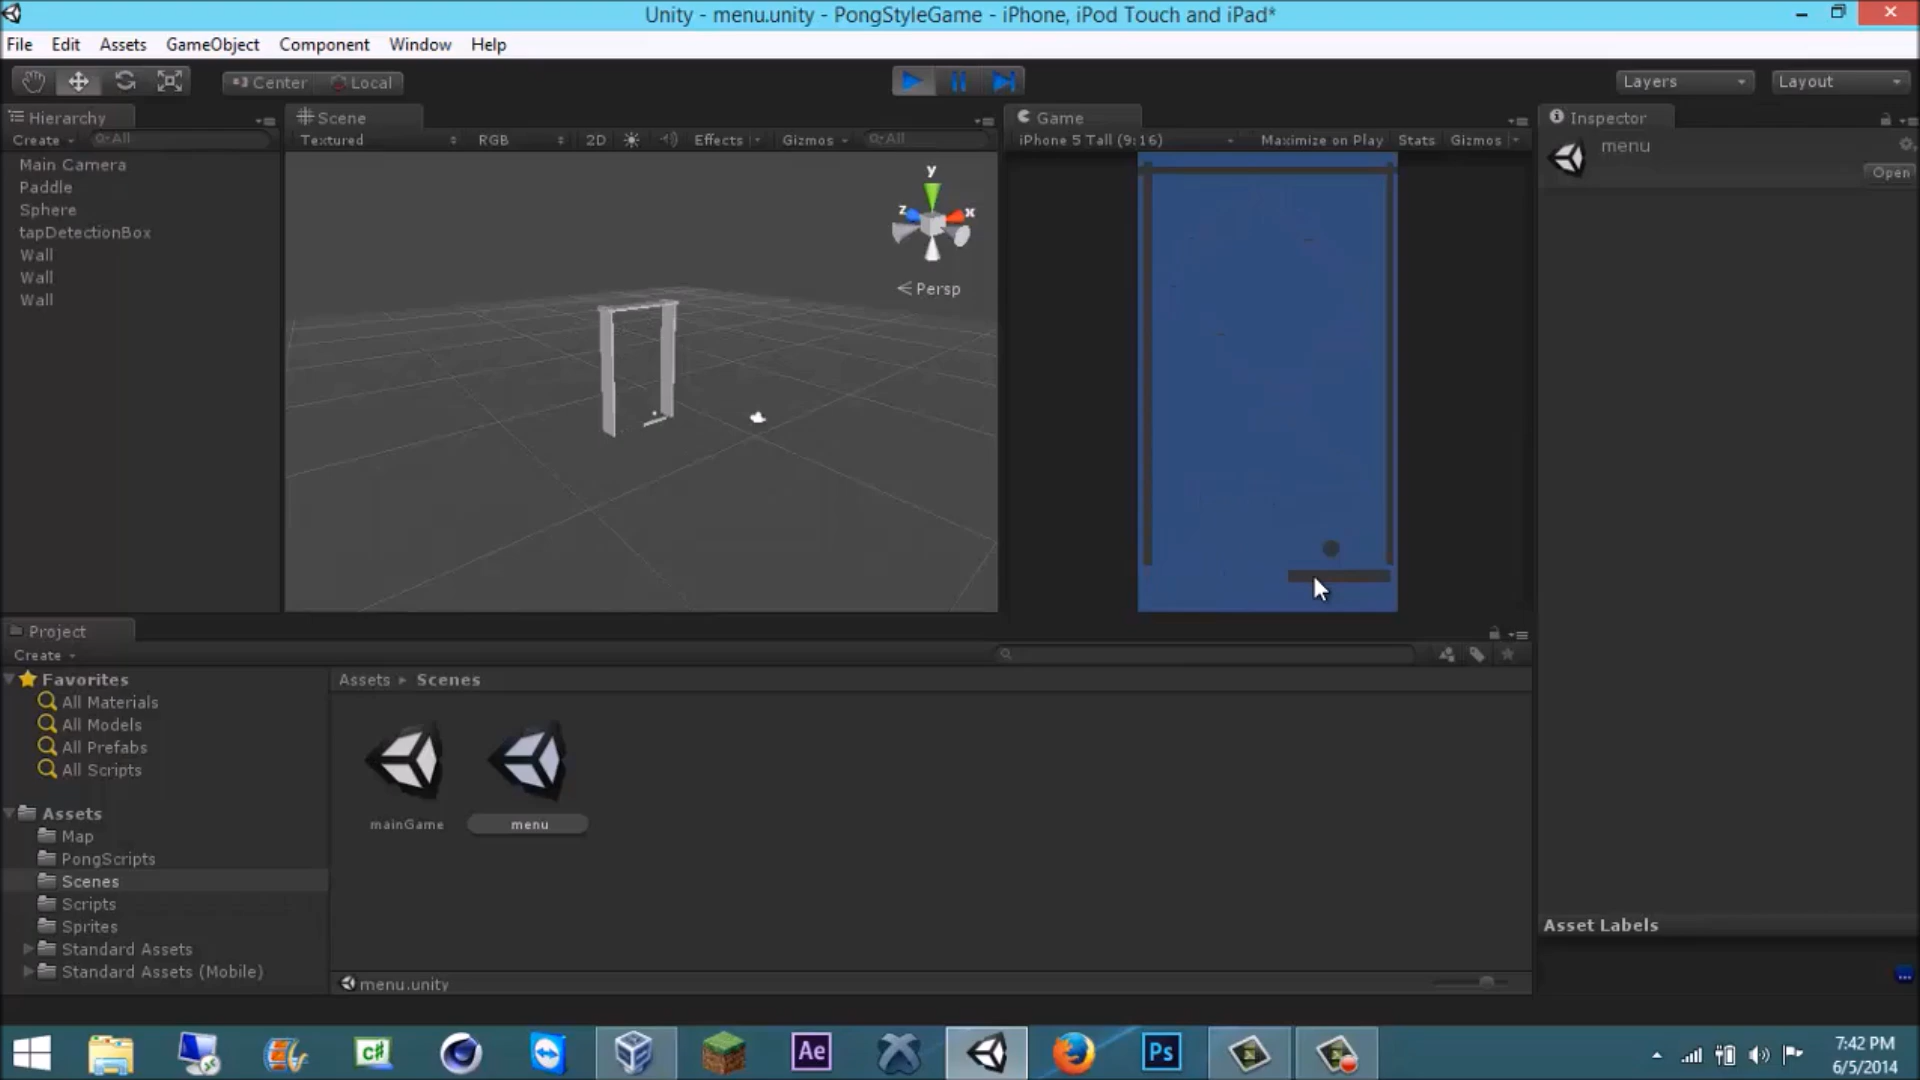 Unity - menu.unity - PongStyleGame - iPhone, iPod Touch and iPad*
File Edit Assets GameObject Component Window Help
Center Local Layers Layout
Hierarchy Scene Game Inspector
Create All Textured RGB 2D Effects Gizmos All iPhone 5 Tall (9:16) Maximize on Play Stats Gizmos
menu
Open
Main Camera
Paddle
Sphere
tapDetectionBox
Wall
Wall
Wall
y
z x
Persp
Project
Create
Favorites
All Materials
All Models
All Prefabs
All Scripts
Assets
Map
PongScripts
Scenes
Scripts
Sprites
Standard Assets
Standard Assets (Mobile)
Assets Scenes
mainGame menu
menu.unity
Asset Labels
C# Ae Ps
7:42 PM
6/5/2014